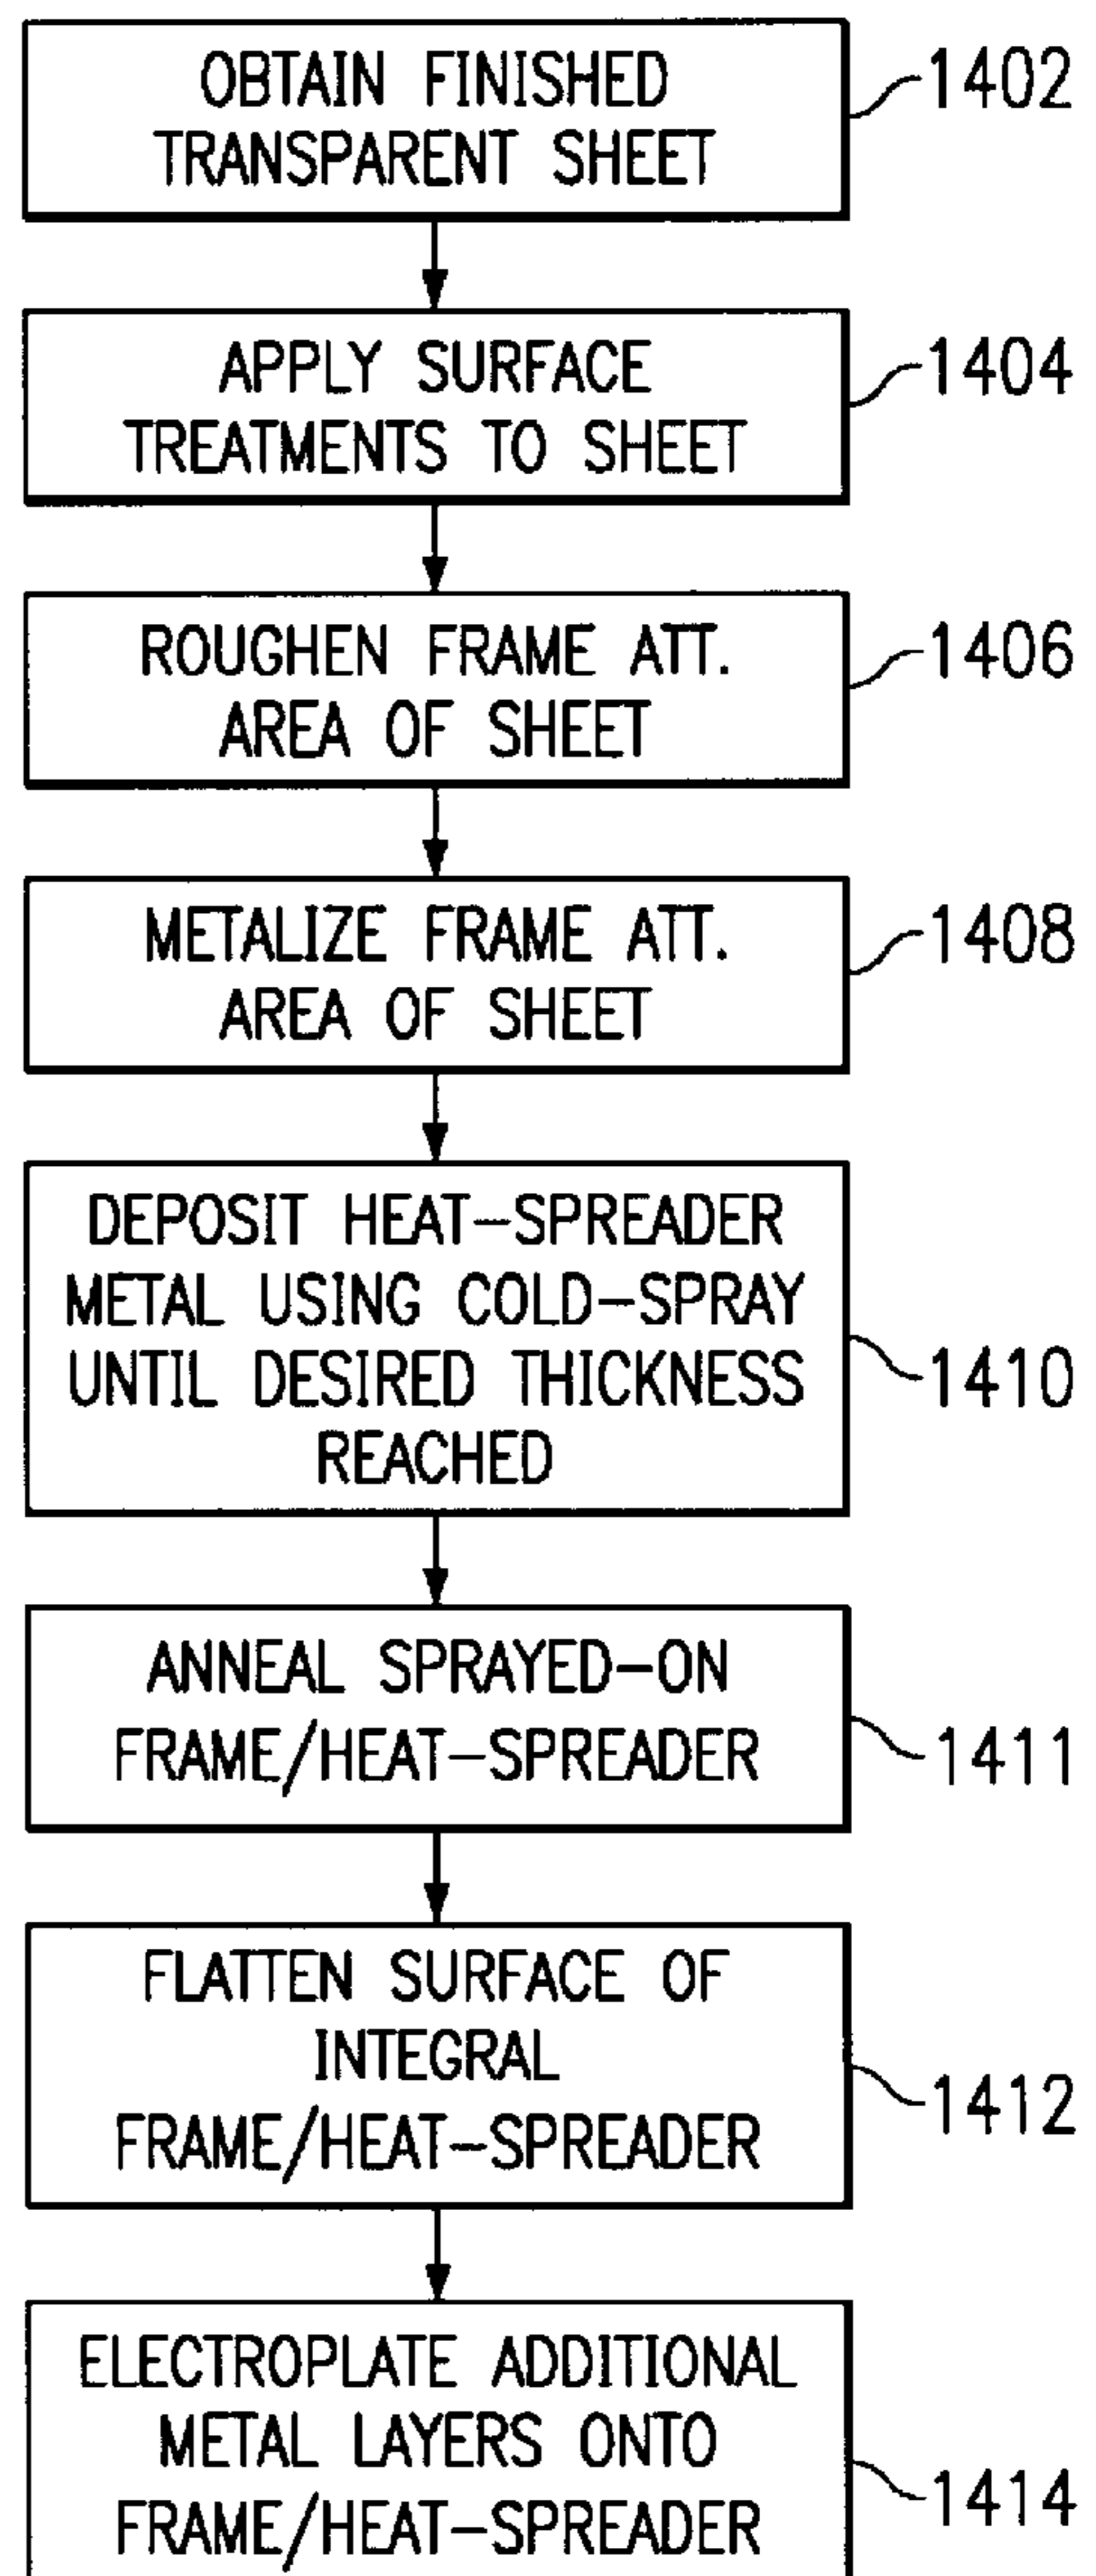 OBTAIN FINISHED
TRANSPARENT SHEET
1402
APPLY SURFACE
TREATMENTS TO SHEET
1404
ROUGHEN FRAME ATT.
AREA OF SHEET
1406
METALIZE FRAME ATT.
AREA OF SHEET
1408
DEPOSIT HEAT-SPREADER
METAL USING COLD-SPRAY
UNTIL DESIRED THICKNESS
REACHED
1410
ANNEAL SPRAYED-ON
FRAME/HEAT-SPREADER
1411
FLATTEN SURFACE OF
INTEGRAL
FRAME/HEAT-SPREADER
1412
ELECTROPLATE ADDITIONAL
METAL LAYERS ONTO
FRAME/HEAT-SPREADER
1414